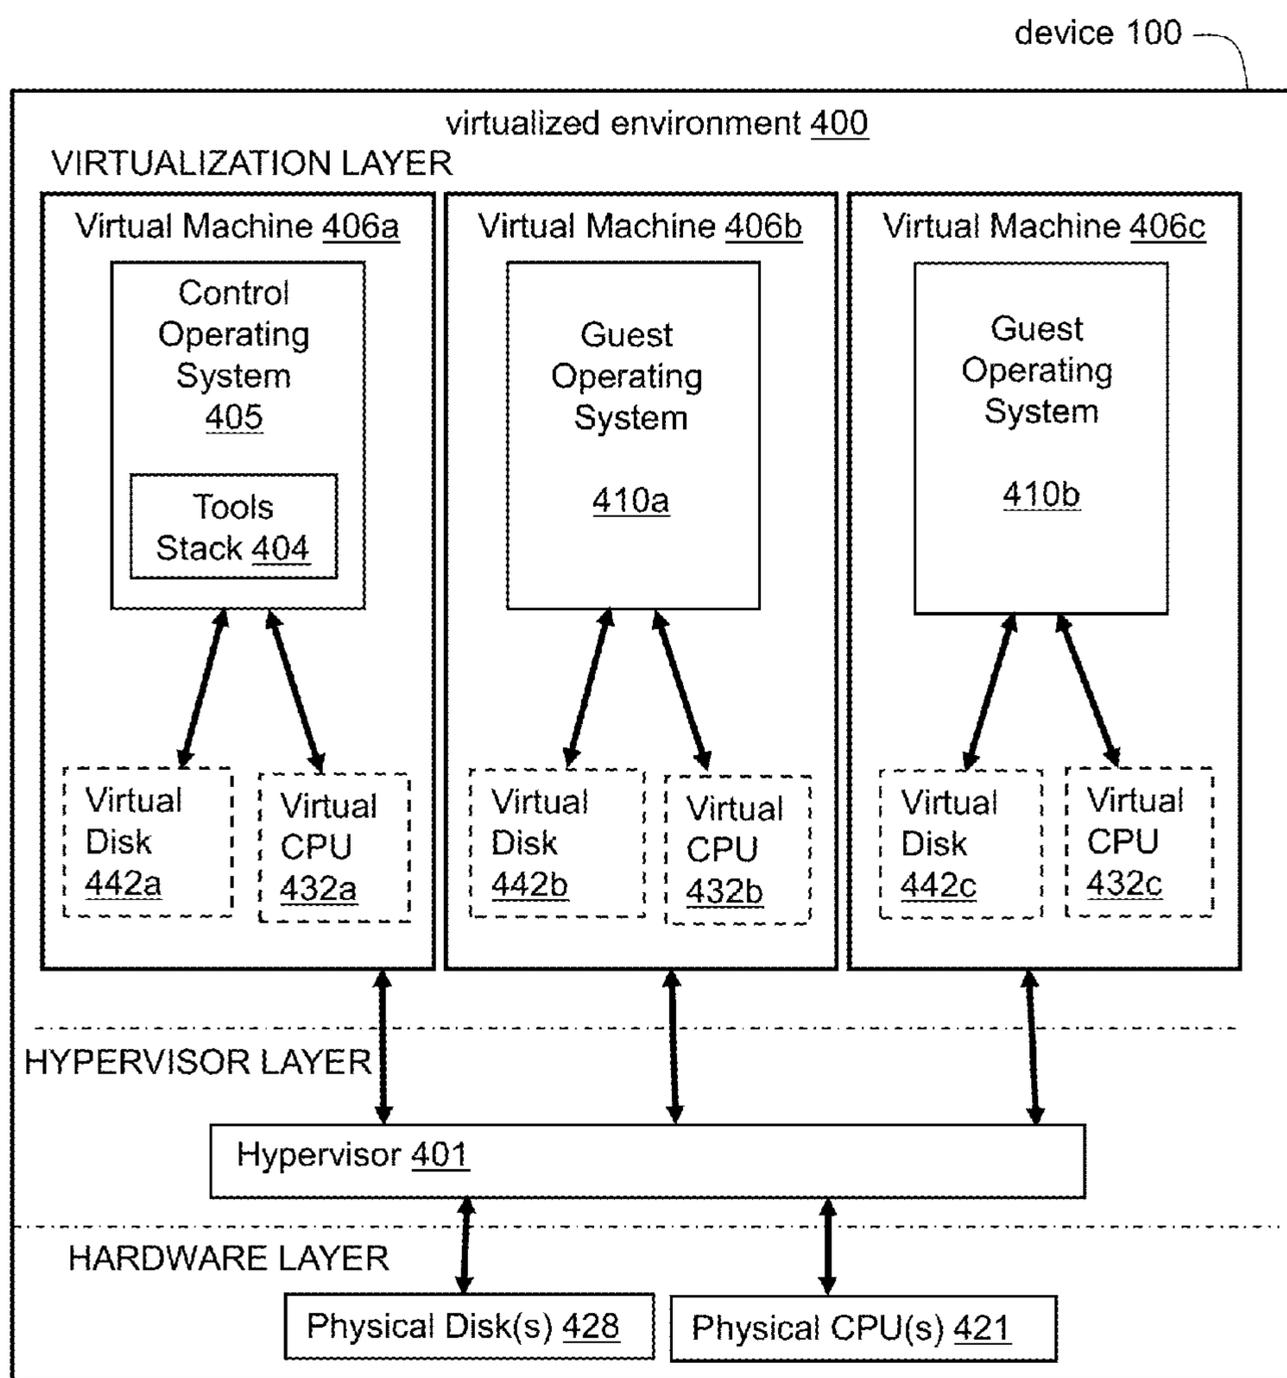 device 100
virtualized environment 400
VIRTUALIZATION LAYER
Virtual Machine 406a
Control
Operating
System
405
Tools
Stack 404
Virtual
Disk
442a
Virtual
CPU
432a
Virtual Machine 406b
Guest
Operating
System
410a
Virtual
Disk
442b
Virtual
CPU
432b
Virtual Machine 406c
Guest
Operating
System
410b
Virtual
Disk
442c
Virtual
CPU
432c
HYPERVISOR LAYER
Hypervisor 401
HARDWARE LAYER
Physical Disk(s) 428
Physical CPU(s) 421